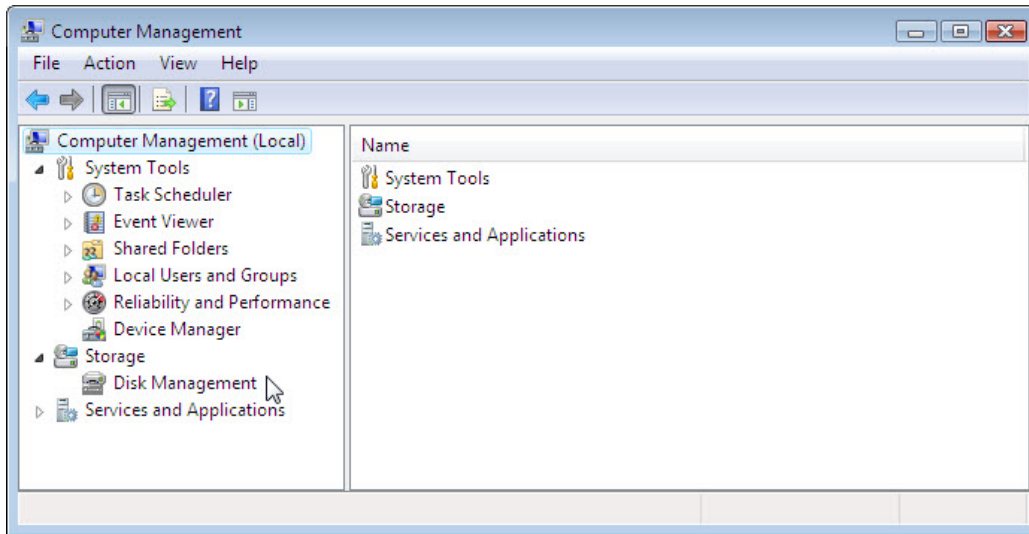 Computer Management
File Action View Help
Computer Management (Local)
System Tools
Task Scheduler
Event Viewer
Shared Folders
Local Users and Groups
Reliability and Performance
Device Manager
Storage
Disk Management
Services and Applications
Name
System Tools
Storage
Services and Applications